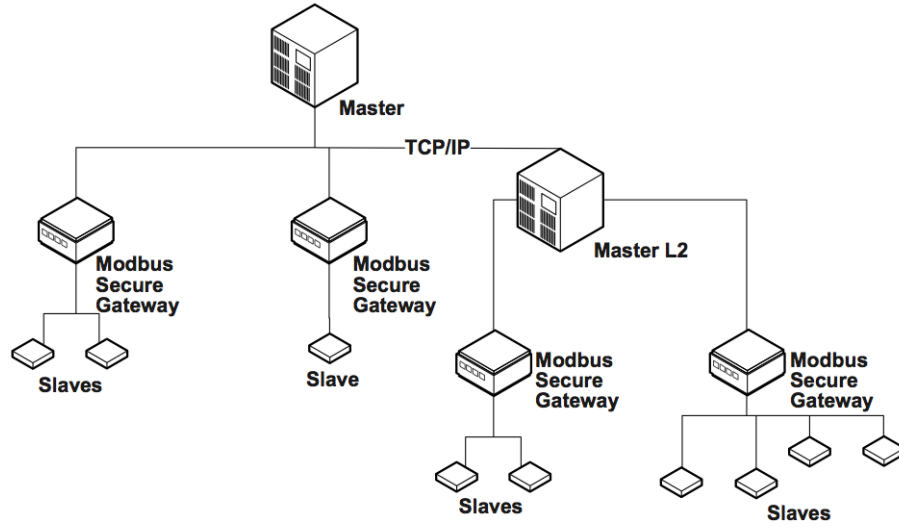 Master
TCP/IP
Master L2
Modbus
Secure
Gateway
Modbus
Secure
Gateway
Slaves
Slave
Modbus
Secure
Gateway
Modbus
Secure
Gateway
Slaves
Slaves